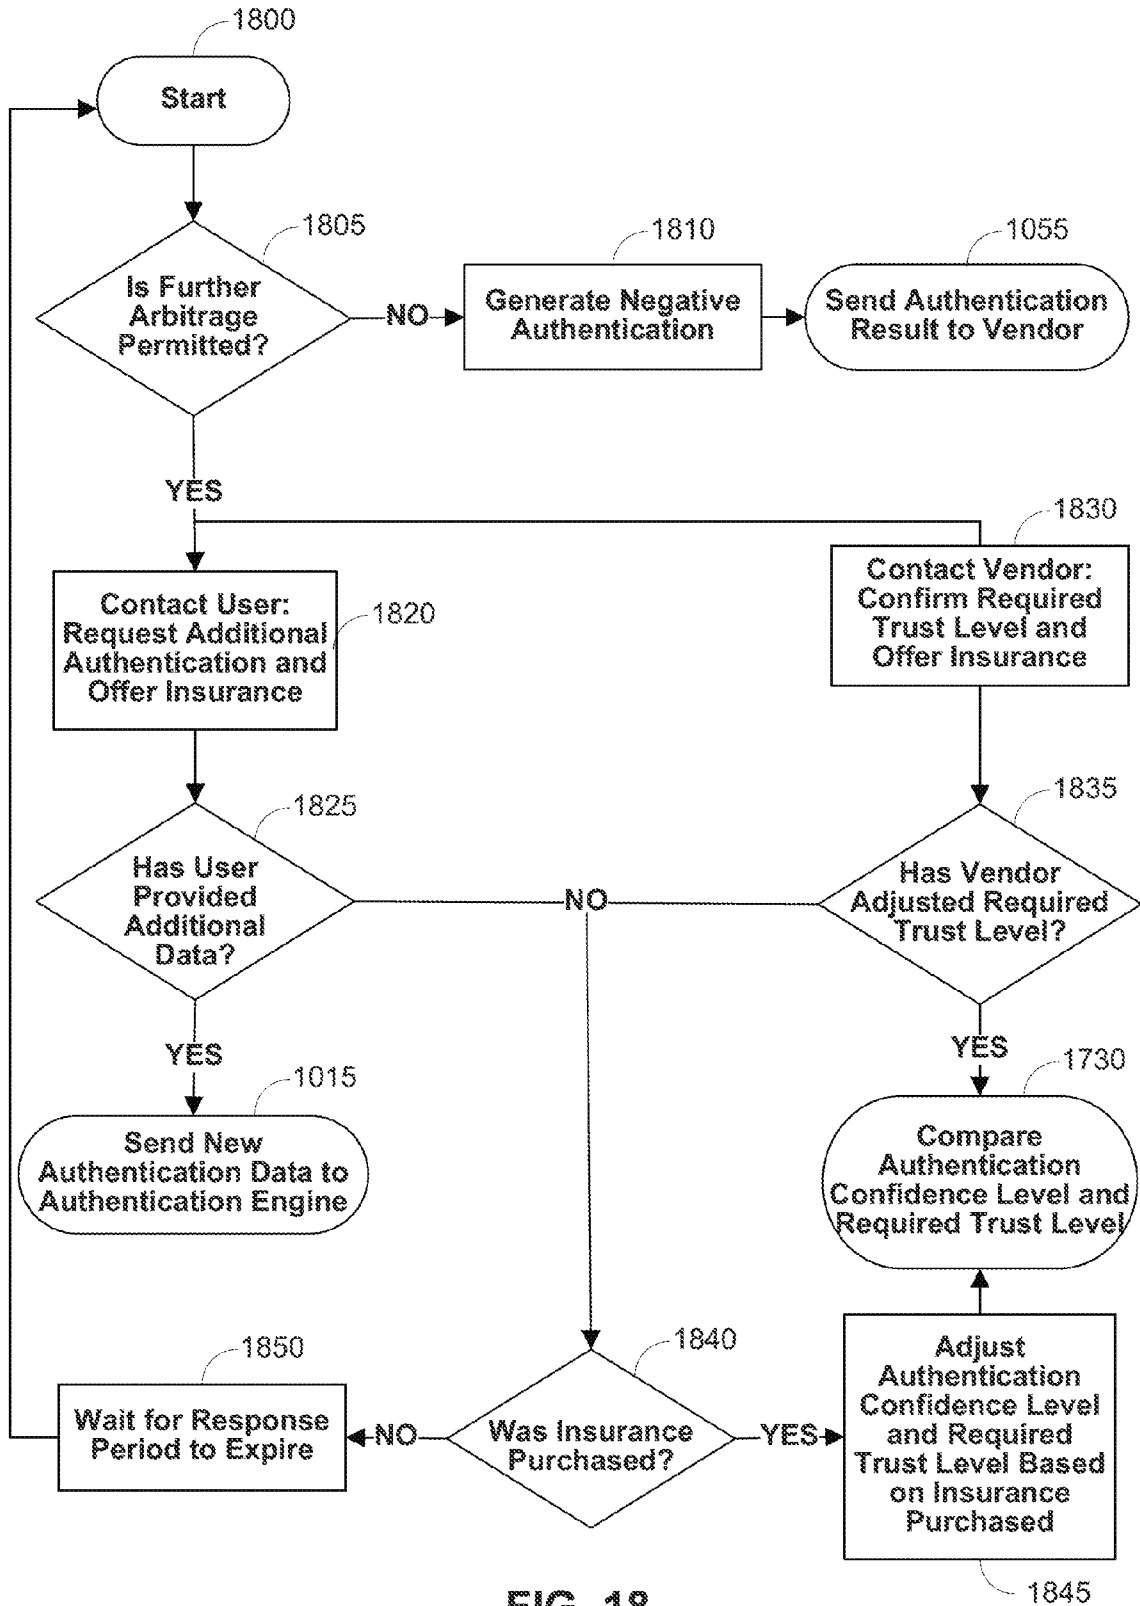 1800
Start
1805
Is Further
Arbitrage
Permitted?
NO
1810
Generate Negative
Authentication
1055
Send Authentication
Result to Vendor
YES
1820
Contact User:
Request Additional
Authentication and
Offer Insurance
1830
Contact Vendor:
Confirm Required
Trust Level and
Offer Insurance
1825
Has User
Provided
Additional
Data?
NO
1835
Has Vendor
Adjusted Required
Trust Level?
YES
1015
Send New
Authentication Data to
Authentication Engine
YES
1730
Compare
Authentication
Confidence Level and
Required Trust Level
1850
Wait for Response
Period to Expire
NO
1840
Was Insurance
Purchased?
YES
Adjust
Authentication
Confidence Level
and Required
Trust Level Based
on Insurance
Purchased
1845
FIG. 18